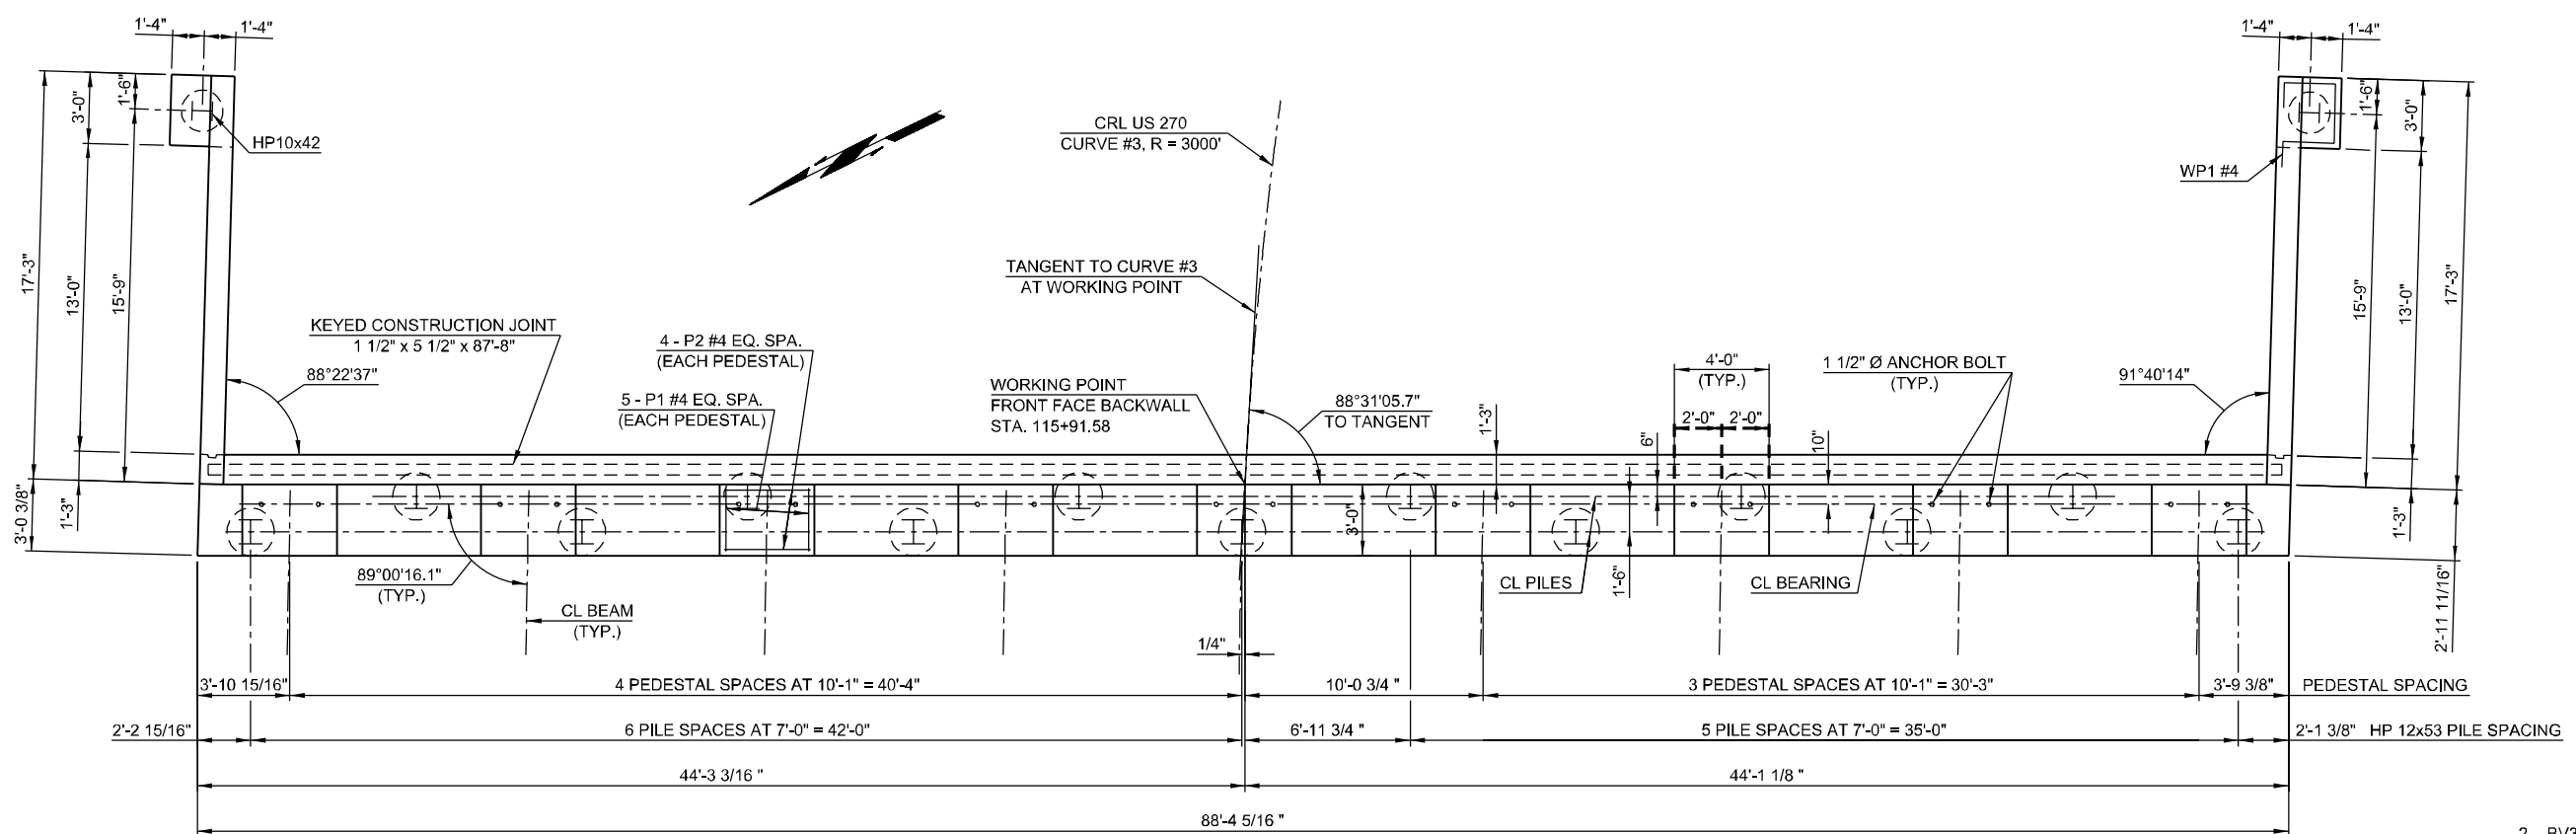 1'-4"
1'-4"
1'-4"
1'-4"
17'-3"
3'-0"
1'-6"
13'-0"
15'-9"
HP10x42
CRL US 270
CURVE #3, R = 3000'
1'-6"
3'-0"
WP1 #4
15'-9"
13'-0"
17'-3"
TANGENT TO CURVE #3
AT WORKING POINT
KEYED CONSTRUCTION JOINT
1 1/2" x 5 1/2" x 87'-8"
4 - P2 #4 EQ. SPA.
(EACH PEDESTAL)
88°22'37"
5 - P1 #4 EQ. SPA.
(EACH PEDESTAL)
WORKING POINT
FRONT FACE BACKWALL
STA. 115+91.58
88°31'05.7"
TO TANGENT
4'-0"
(TYP.)
2'-0"
2'-0"
1 1/2" Ø ANCHOR BOLT
(TYP.)
91°40'14"
1'-3"
6"
10"
3'-0 3/8"
1'-3"
3'-0"
1'-6"
1'-3"
2'-11 11/16"
89°00'16.1"
(TYP.)
CL BEAM
(TYP.)
CL PILES
CL BEARING
1/4"
3'-10 15/16"
4 PEDESTAL SPACES AT 10'-1" = 40'-4"
10'-0 3/4 "
3 PEDESTAL SPACES AT 10'-1" = 30'-3"
3'-9 3/8"
PEDESTAL SPACING
2'-2 15/16"
6 PILE SPACES AT 7'-0" = 42'-0"
6'-11 3/4 "
5 PILE SPACES AT 7'-0" = 35'-0"
2'-1 3/8"
HP 12x53 PILE SPACING
44'-3 3/16 "
44'-1 1/8 "
88'-4 5/16 "